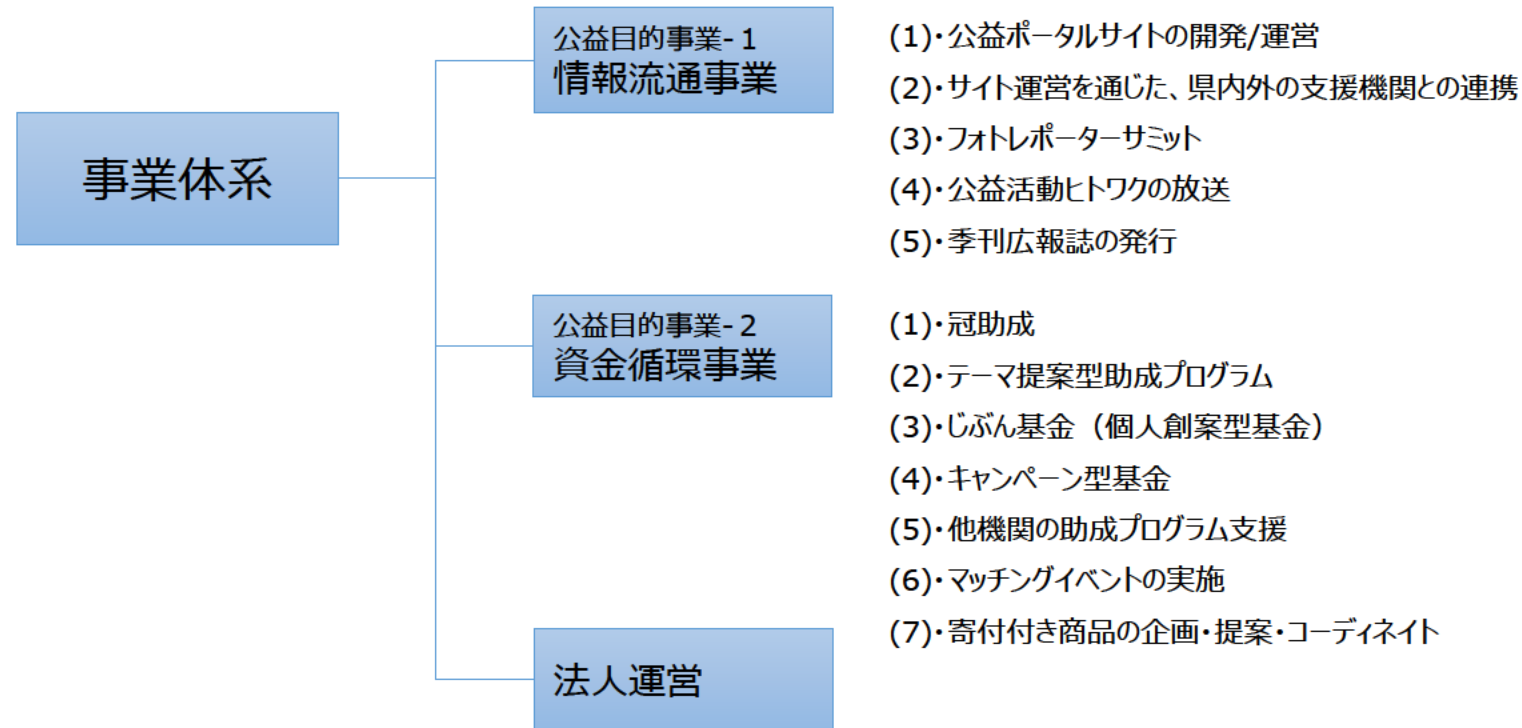 事業体系
公益目的事業-1
情報流通事業
(1)・公益ポータルサイトの開発/運営
(2)・サイト運営を通じた、県内外の支援機関との連携
(3)・フォトレポーターサミット
(4)・公益活動ヒトワクの放送
(5)・季刊広報誌の発行
公益目的事業-2
資金循環事業
(1)・冠助成
(2)・テーマ提案型助成プログラム
(3)・じぶん基金（個人創案型基金）
(4)・キャンペーン型基金
(5)・他機関の助成プログラム支援
(6)・マッチングイベントの実施
(7)・寄付付き商品の企画・提案・コーディネイト
法人運営